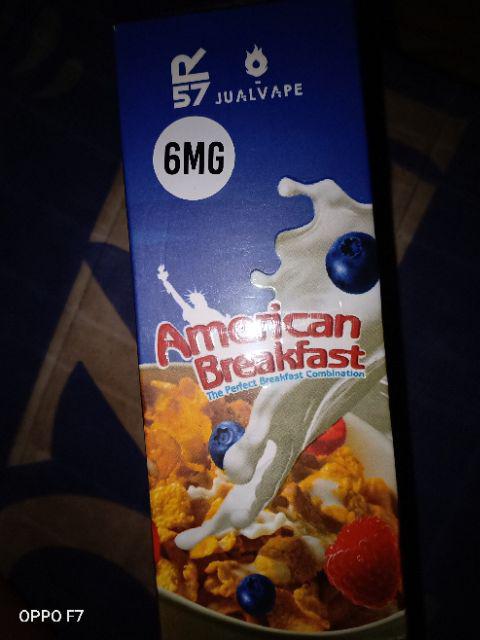 R
57
JUALVAPE
6MG
American
Breakfast
The Perfect Breakfast Combination
OPPO F7